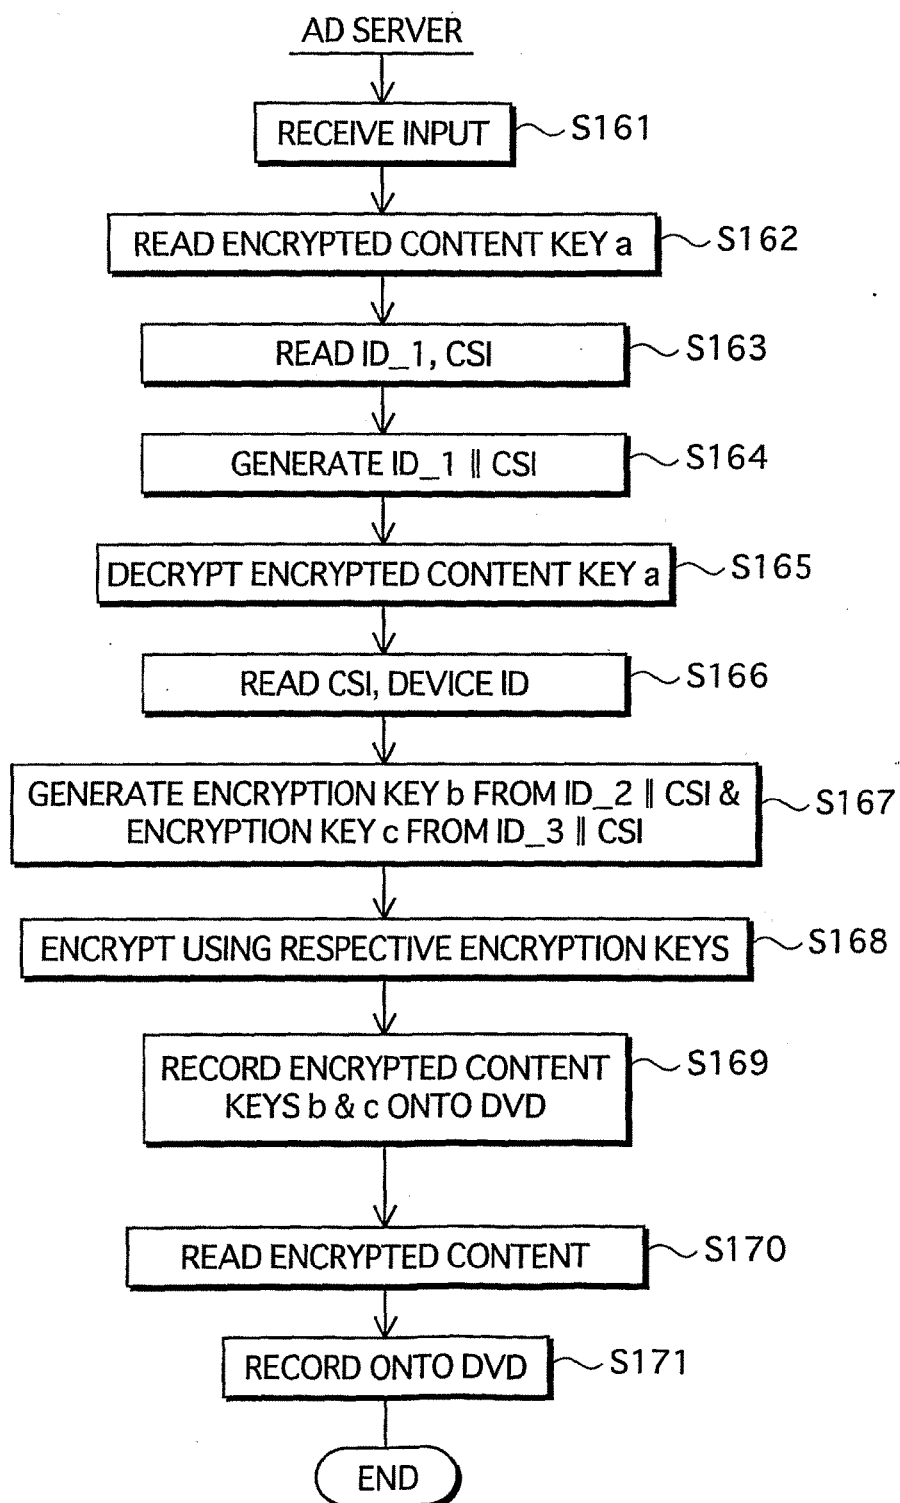 AD SERVER
RECEIVE INPUT
S161
READ ENCRYPTED CONTENT KEY a
S162
READ ID_1, CSI
S163
GENERATE ID_1 || CSI
S164
DECRYPT ENCRYPTED CONTENT KEY a
S165
READ CSI, DEVICE ID
S166
GENERATE ENCRYPTION KEY b FROM ID_2 || CSI &
ENCRYPTION KEY c FROM ID_3 || CSI
S167
ENCRYPT USING RESPECTIVE ENCRYPTION KEYS
S168
RECORD ENCRYPTED CONTENT
KEYS b & c ONTO DVD
S169
READ ENCRYPTED CONTENT
S170
RECORD ONTO DVD
S171
END